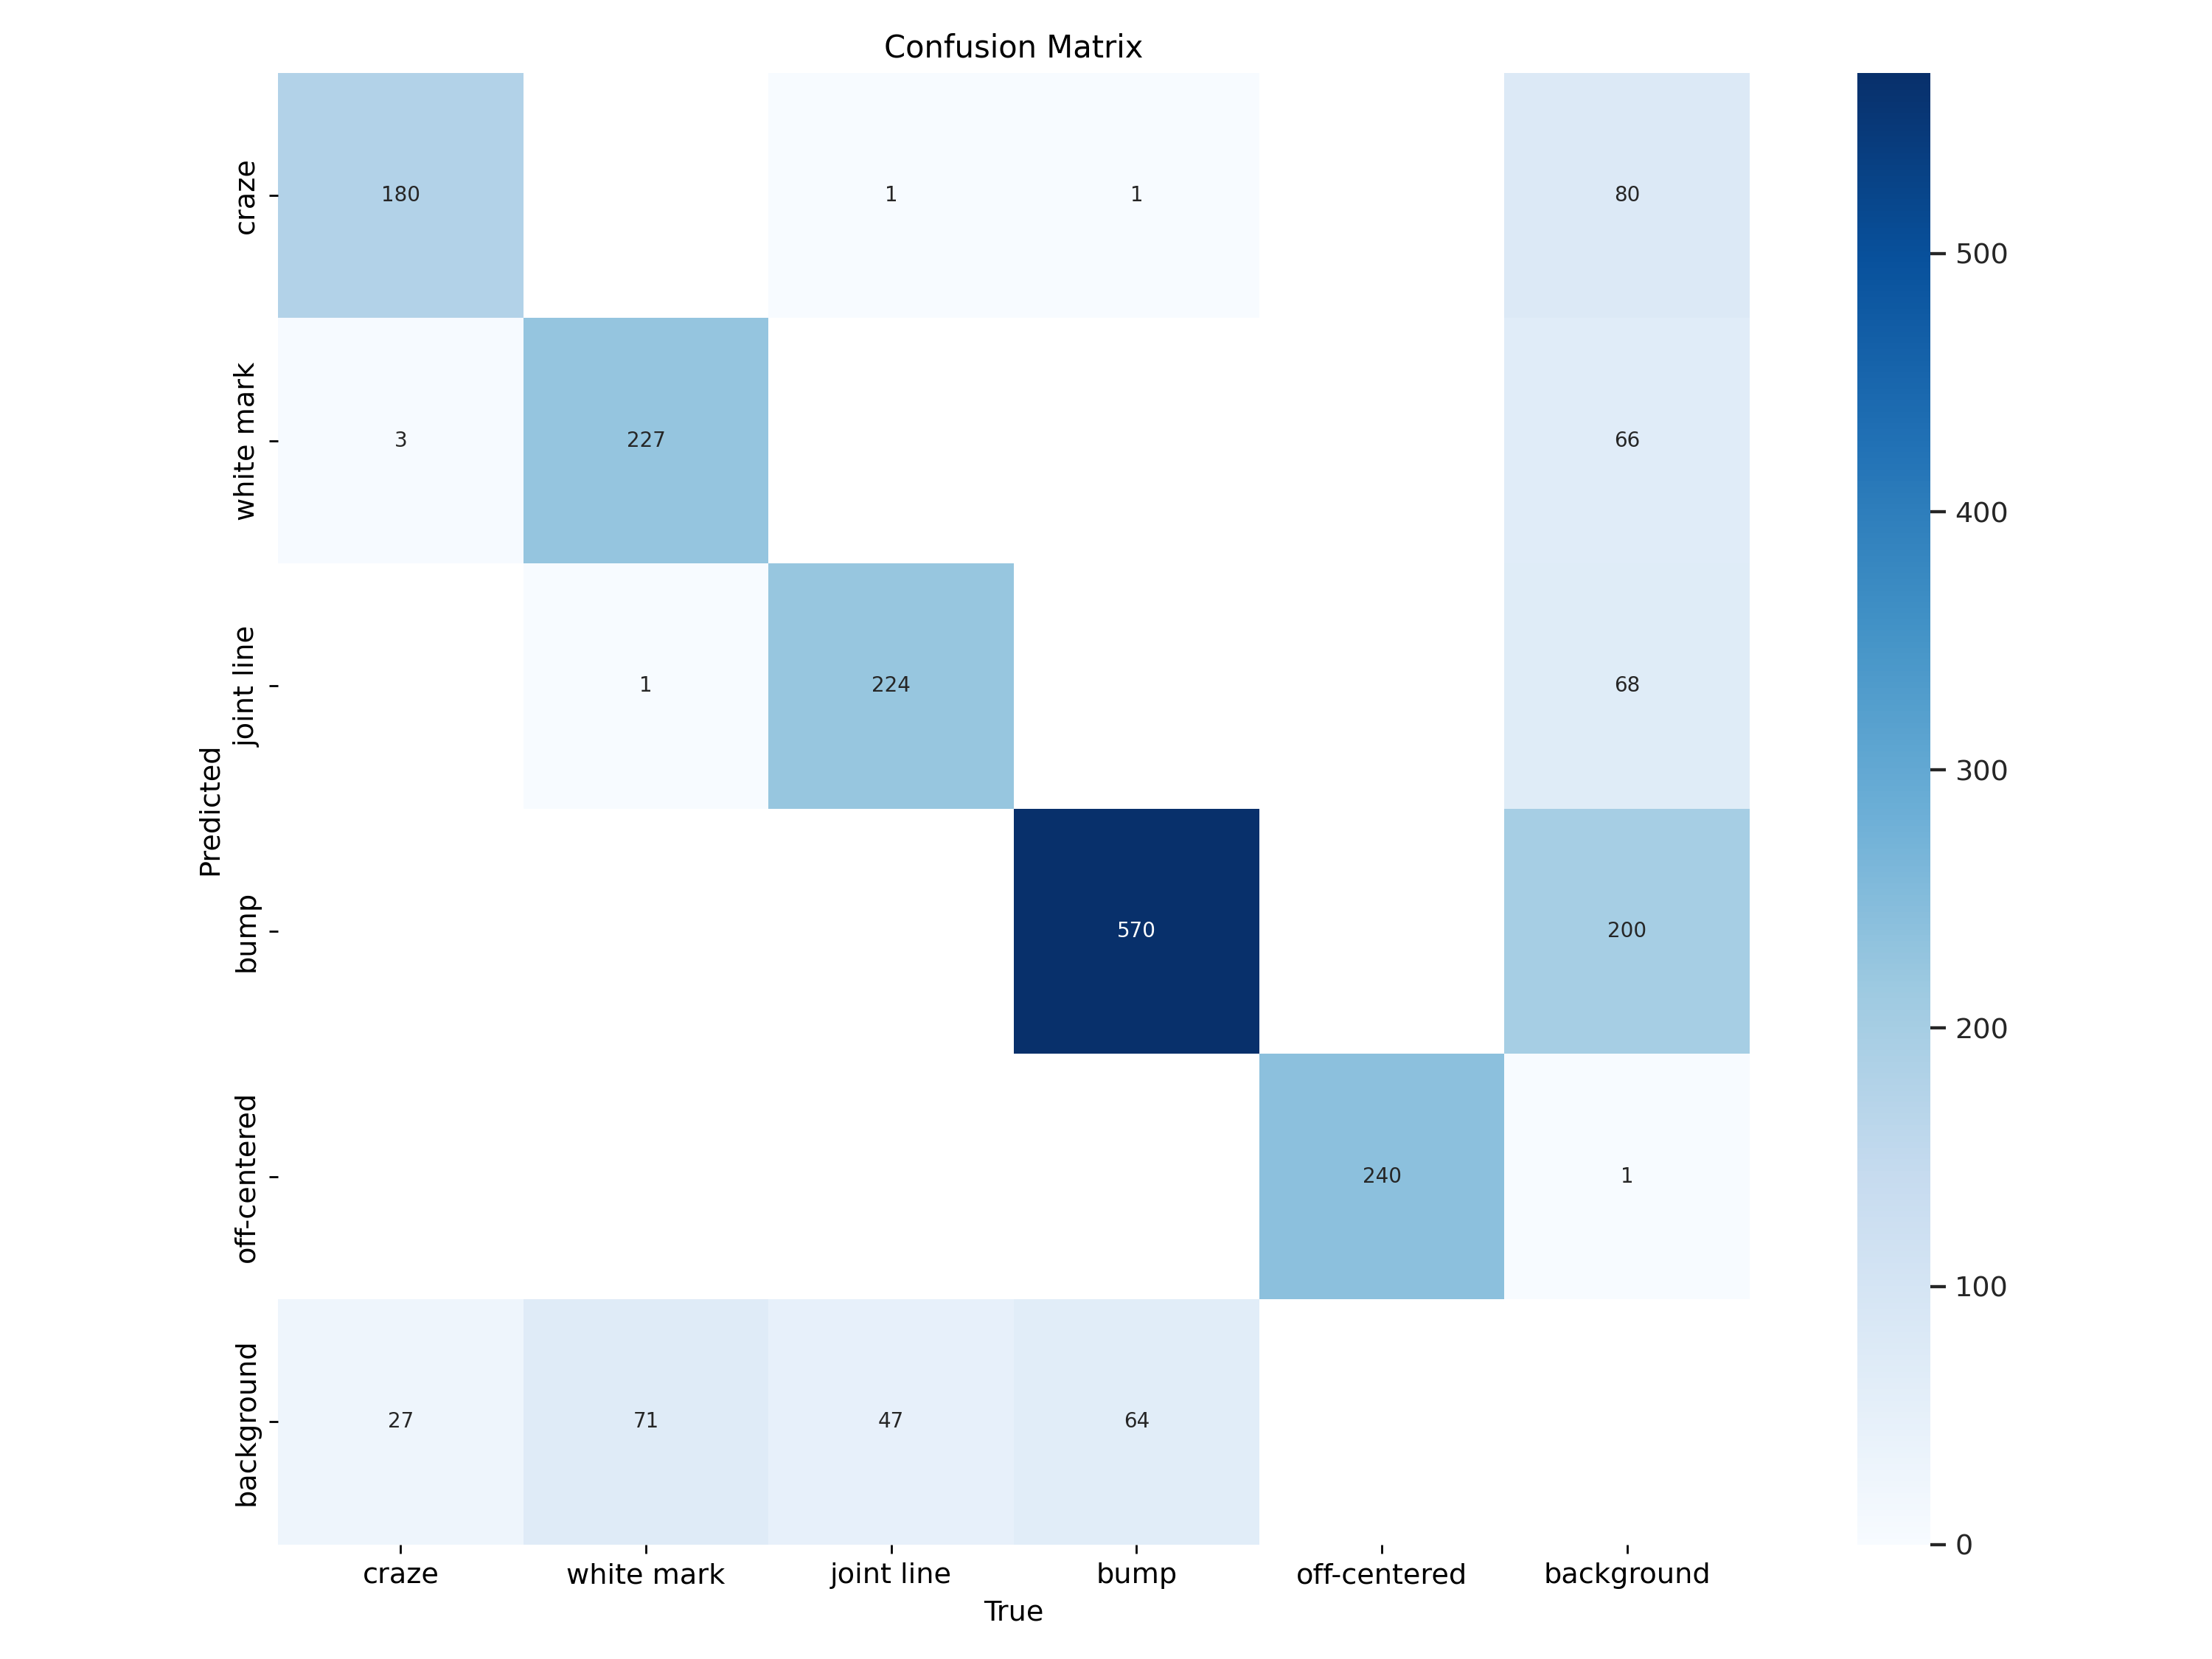 Confusion Matrix
craze
180
1
1
80
500
white mark
3
227
66
400
joint line
1
224
68
300
Predicted
bump
570
200
200
off-centered
240
1
100
background
27
71
47
64
0
craze
white mark
joint line
bump
off-centered
background
True